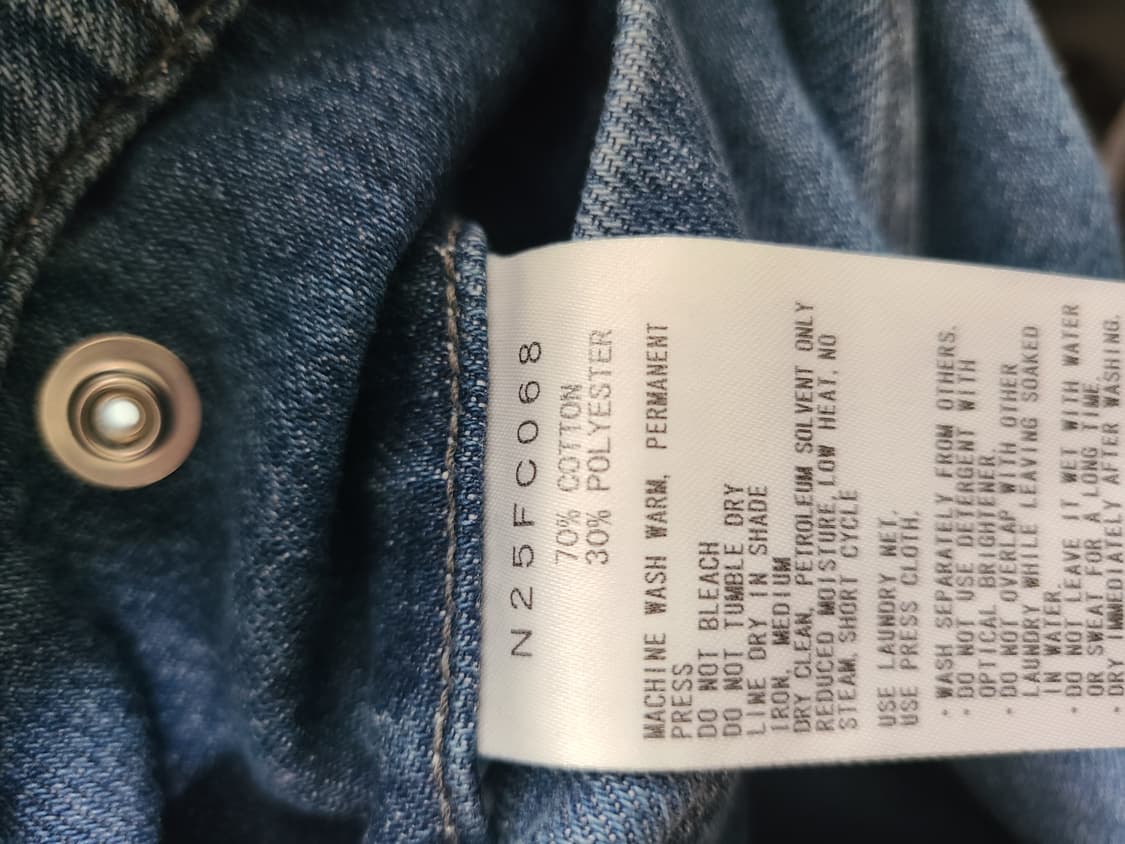 N25FC068
70% COTTON
30% POLYESTER
MACHINE WASH WARM, PERMANENT
PRESS
DO NOT BLEACH
DO NOT TUMBLE DRY
LINE DRY IN SHADE
IRON, MEDIUM
DRY CLEAN, PETROLEUM SOLVENT ONLY
REDUCED MOISTURE, LOW HEAT, NO
STEAM, SHORT CYCLE
USE LAUNDRY NET.
USE PRESS CLOTH.
· WASH SEPARATELY FROM OTHERS.
· DO NOT USE DETERGENT WITH
OPTICAL BRIGHTENER.
· DO NOT OVERLAP WITH OTHER
LAUNDRY WHILE LEAVING SOAKED
IN WATER.
· DO NOT LEAVE IT WET WITH WATER
OR SWEAT FOR A LONG TIME.
· DRY IMMEDIATELY AFTER WASHING.